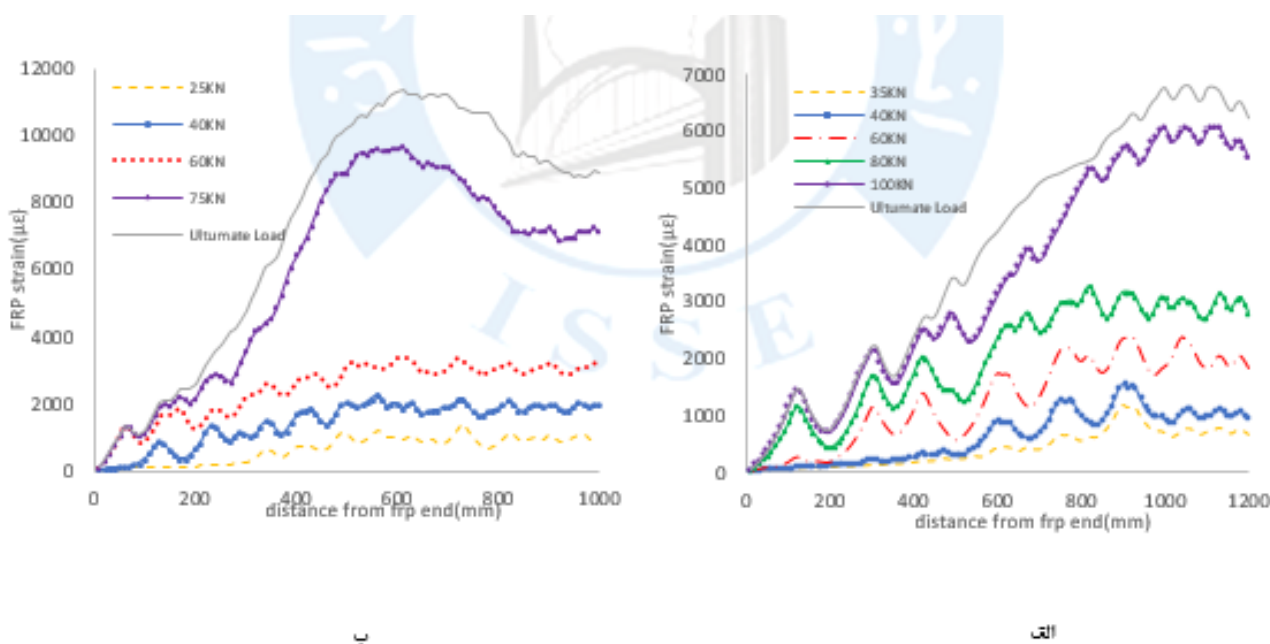 12000
10000
8000
6000
4000
2000
0
FRP strain(µε)
25KN
40KN
60KN
75KN
Ultumate Load
0 200 400 600 800 1000
distance from frp end(mm)
ب
7000
6000
5000
4000
3000
2000
1000
0
FRP strain(µε)
35KN
40KN
60KN
80KN
100KN
Ultumate Load
0 200 400 600 800 1000 1200
distance from frp end(mm)
الف
ISSE